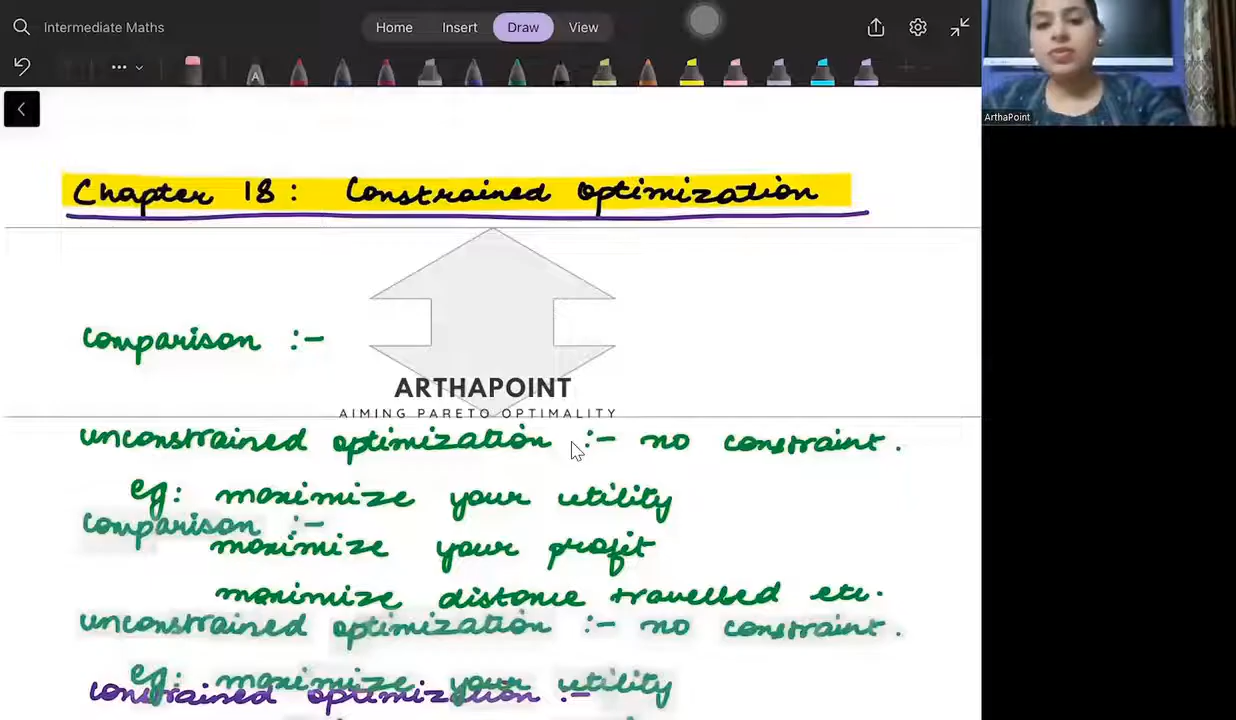 Intermediate Maths
Home Insert Draw View
A
ArthaPoint
Chapter 18: Constrained optimization
comparison :-
ARTHAPOINT
AIMING PARETO OPTIMALITY
unconstrained optimization :- no constraint.
eg: maximize your utility
comparison :-
maximize your profit
maximize distance travelled etc.
unconstrained optimization :- no constraint.
eg: maximize your utility
constrained optimization :-